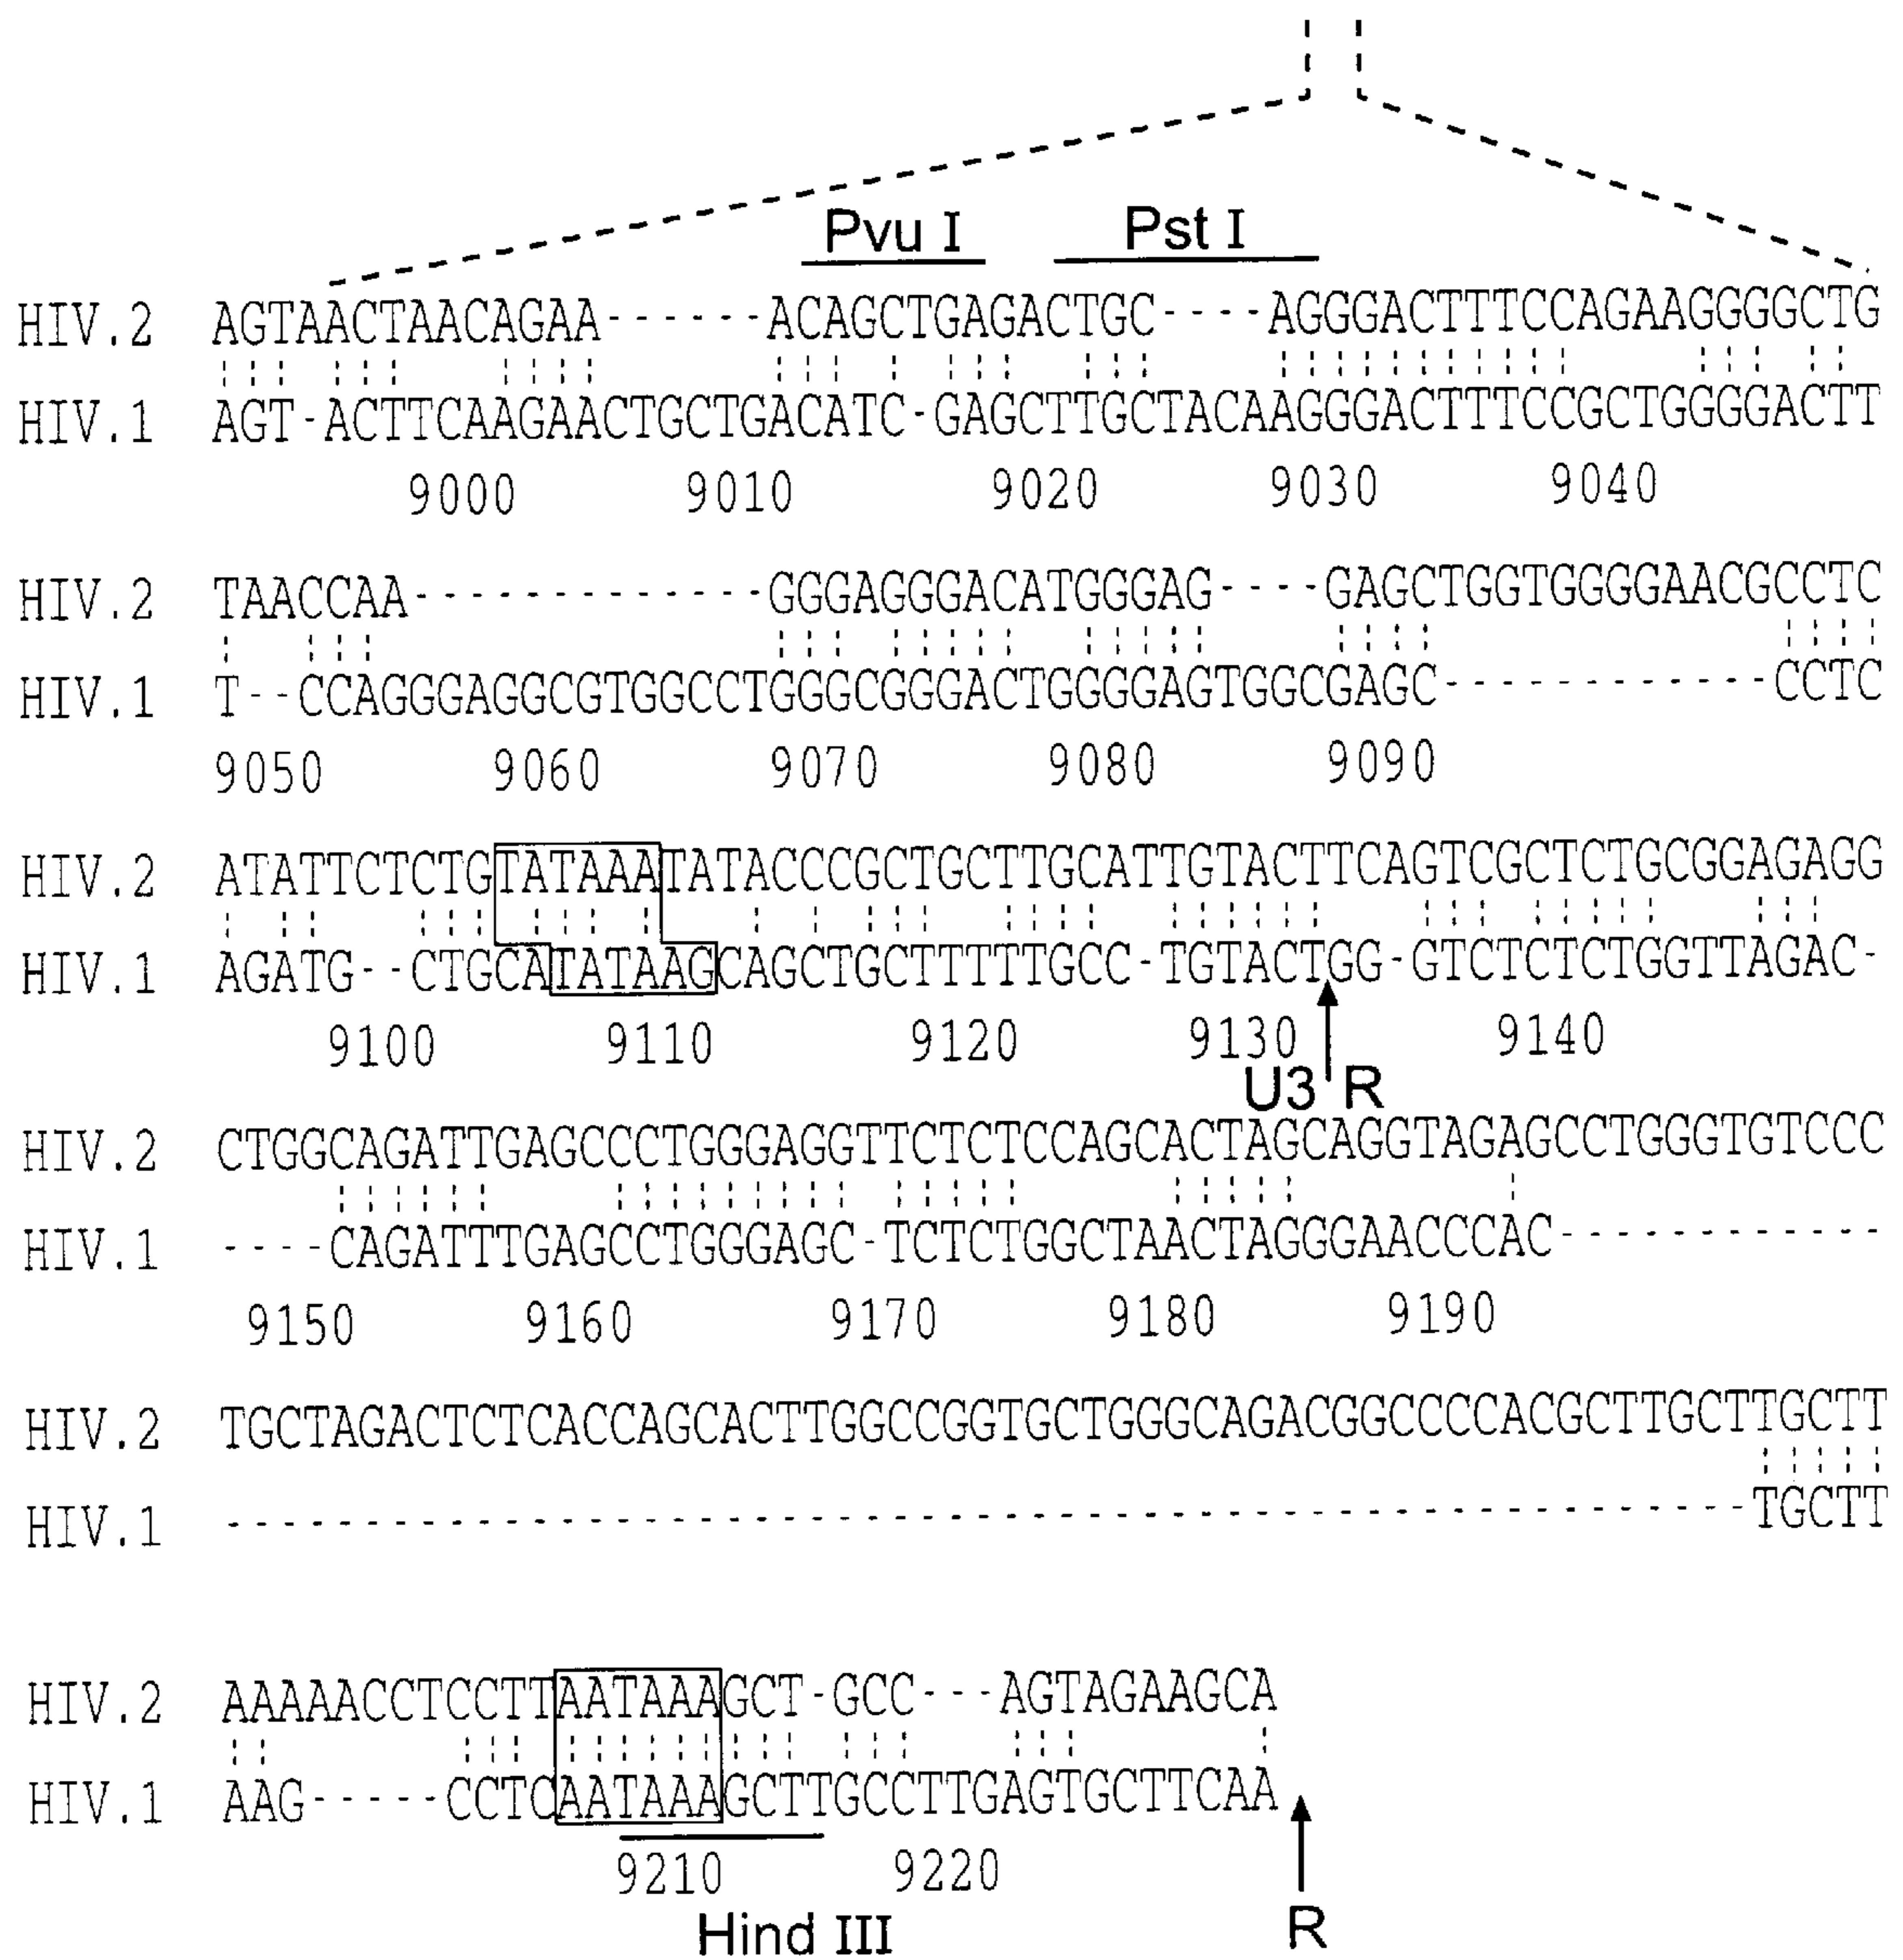 Pvu I Pst I
HIV.2 AGTAACTAACAGAA------ACAGCTGAGACTGC----AGGGACTTTCCAGAAGGGGCTG
HIV.1 AGT-ACTTCAAGAACTGCTGACATC-GAGCTTGCTACAAGGGACTTTCCGCTGGGGACTT
9000 9010 9020 9030 9040
HIV.2 TAACCAA-------------GGGAGGGACATGGGAG----GAGCTGGTGGGGAACGCCTC
HIV.1 T--CCAGGGAGGCGTGGCCTGGGCGGGACTGGGGAGTGGCGAGC------------CCTC
9050 9060 9070 9080 9090
HIV.2 ATATTCTCTGTATAAATATACCCGCTGCTTGCATTGTACTTCAGTCGCTCTGCGGAGAGG
HIV.1 AGATG--CTGCATATAAGCAGCTGCTTTTTGCC-TGTACTGG-GTCTCTCTGGTTAGAC-
9100 9110 9120 9130 9140
U3 R
HIV.2 CTGGCAGATTGAGCCCTGGGAGGTTCTCTCCAGCACTAGCAGGTAGAGCCTGGGTGTCCC
HIV.1 ----CAGATTTGAGCCTGGGAGC-TCTCTGGCTAACTAGGGAACCCAC------------
9150 9160 9170 9180 9190
HIV.2 TGCTAGACTCTCACCAGCACTTGGCCGGTGCTGGGCAGACGGCCCCACGCTTGCTTGCTT
HIV.1 -------------------------------------------------------TGCTT
HIV.2 AAAAACCTCCTTAATAAAGCT-GCC---AGTAGAAGCA
HIV.1 AAG-----CCTCAATAAAGCTTGCCTTGAGTGCTTCAA
9210 9220
Hind III R